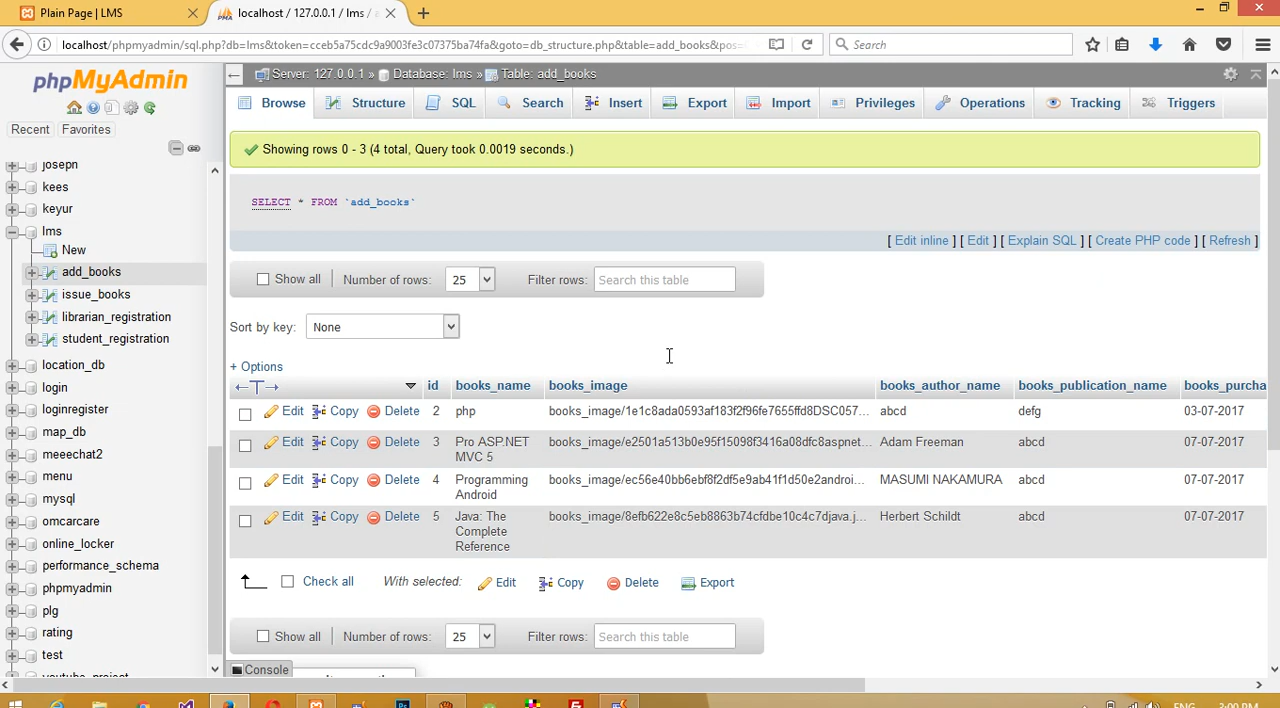 Plain Page | LMS
localhost / 127.0.0.1 / lms /
localhost/phpmyadmin/sql.php?db=lms&token=cceb5a75cdc9a9003fe3c07375ba74fa&goto=db_structure.php&table=add_books&pos=
Search
phpMyAdmin
Recent Favorites
josepn
kees
keyur
lms
New
add_books
issue_books
librarian_registration
student_registration
location_db
login
loginregister
map_db
meeechat2
menu
mysql
omcarcare
online_locker
performance_schema
phpmyadmin
plg
rating
test
Server: 127.0.0.1 » Database: lms » Table: add_books
Browse Structure SQL Search Insert Export Import Privileges Operations Tracking Triggers
Showing rows 0 - 3 (4 total, Query took 0.0019 seconds.)
SELECT * FROM `add_books`
[ Edit inline ] [ Edit ] [ Explain SQL ] [ Create PHP code ] [ Refresh ]
Show all Number of rows: 25 Filter rows: Search this table
Sort by key: None
+ Options
←T→ id books_name books_image books_author_name books_publication_name books_purcha
Edit Copy Delete 2 php books_image/1e1c8ada0593af183f2f96fe7655ffd8DSC057... abcd defg 03-07-2017
Edit Copy Delete 3 Pro ASP.NET MVC 5 books_image/e2501a513b0e95f15098f3416a08dfc8aspnet... Adam Freeman abcd 07-07-2017
Edit Copy Delete 4 Programming Android books_image/ec56e40bb6ebf8f2df5e9ab41f1d50e2androi... MASUMI NAKAMURA abcd 07-07-2017
Edit Copy Delete 5 Java: The Complete Reference books_image/8efb622e8c5eb8863b74cfdbe10c4c7djava.j... Herbert Schildt abcd 07-07-2017
Check all With selected: Edit Copy Delete Export
Show all Number of rows: 25 Filter rows: Search this table
Console
ENG 3:00 PM